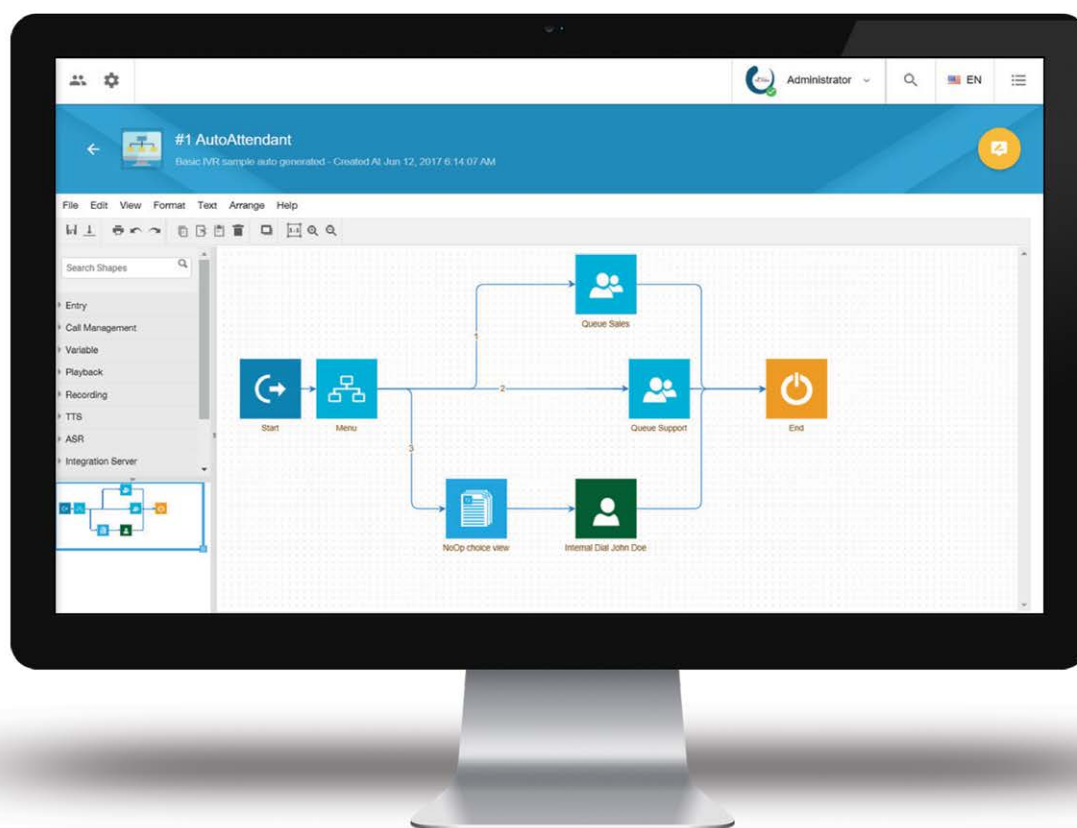 Administrator
EN
#1 AutoAttendant
Basic IVR sample auto generated - Created At Jun 12, 2017 6:14:07 AM
File Edit View Format Text Arrange Help
1:1
Search Shapes
Entry
Call Management
Variable
Playback
Recording
TTS
ASR
Integration Server
Queue Sales
1
Start
Menu
2
Queue Support
End
3
NoOp choice view
Internal Dial John Doe